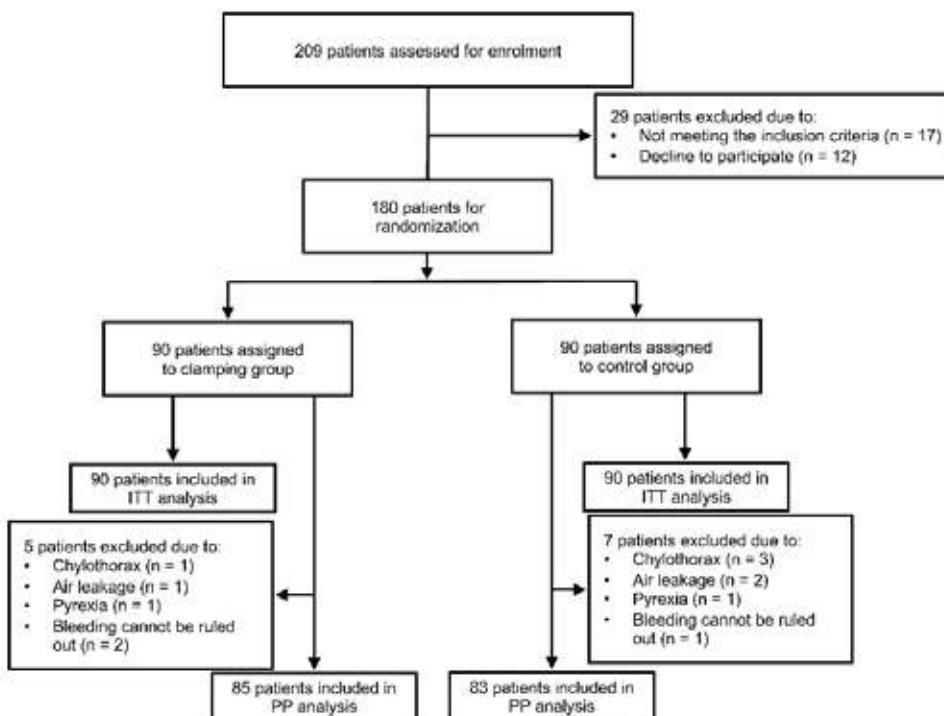 209 patients assessed for enrolment
29 patients excluded due to:
• Not meeting the inclusion criteria (n = 17)
• Decline to participate (n = 12)
180 patients for
randomization
90 patients assigned
to clamping group
90 patients assigned
to control group
90 patients included in
ITT analysis
90 patients included in
ITT analysis
5 patients excluded due to:
• Chylothorax (n = 1)
• Air leakage (n = 1)
• Pyrexia (n = 1)
• Bleeding cannot be ruled
out (n = 2)
7 patients excluded due to:
• Chylothorax (n = 3)
• Air leakage (n = 2)
• Pyrexia (n = 1)
• Bleeding cannot be ruled
out (n = 1)
85 patients included in
PP analysis
83 patients included in
PP analysis